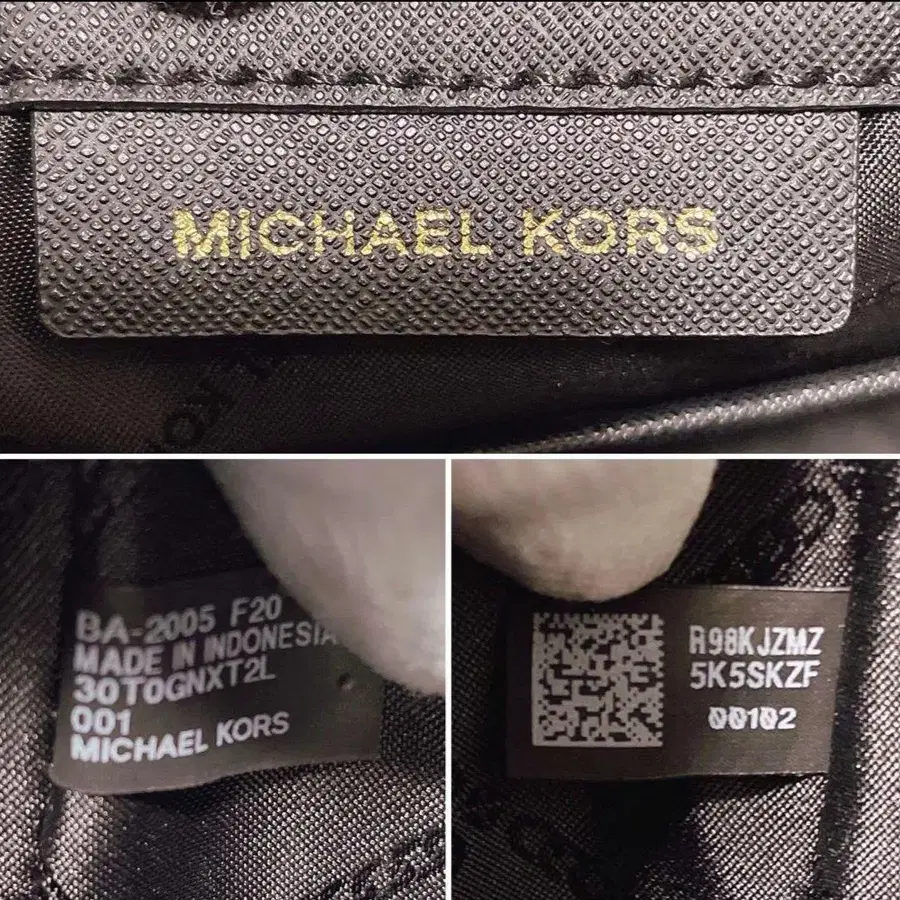 MICHAEL KORS
BA-2005 F20
MADE IN INDONESIA
30T0GNXT2L
001
MICHAEL KORS
R98KJZMZ
5K5SKZF
00102